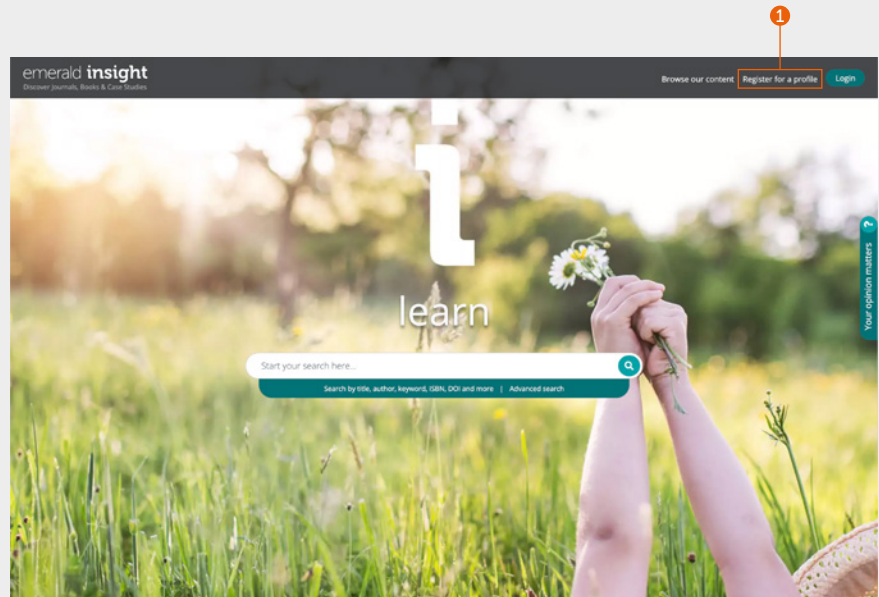 1
emerald insight
Discover Journals, Books & Case Studies
Browse our content Register for a profile Login
i
learn
Your opinion matters ?
Start your search here...
Search by title, author, keyword, ISBN, DOI and more | Advanced search